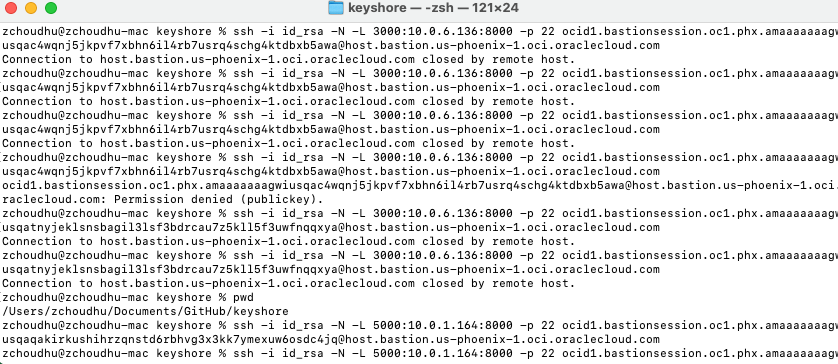 keyshore — -zsh — 121×24
zchoudhu@zchoudhu-mac keyshore % ssh -i id_rsa -N -L 3000:10.0.6.136:8000 -p 22 ocid1.bastionsession.oc1.phx.amaaaaaaagw
usqac4wqnj5jkpvf7xbhn6il4rb7usrq4schg4ktdbxb5awa@host.bastion.us-phoenix-1.oci.oraclecloud.com
Connection to host.bastion.us-phoenix-1.oci.oraclecloud.com closed by remote host.
zchoudhu@zchoudhu-mac keyshore % ssh -i id_rsa -N -L 3000:10.0.6.136:8000 -p 22 ocid1.bastionsession.oc1.phx.amaaaaaaagw
usqac4wqnj5jkpvf7xbhn6il4rb7usrq4schg4ktdbxb5awa@host.bastion.us-phoenix-1.oci.oraclecloud.com
Connection to host.bastion.us-phoenix-1.oci.oraclecloud.com closed by remote host.
zchoudhu@zchoudhu-mac keyshore % ssh -i id_rsa -N -L 3000:10.0.6.136:8000 -p 22 ocid1.bastionsession.oc1.phx.amaaaaaaagw
usqac4wqnj5jkpvf7xbhn6il4rb7usrq4schg4ktdbxb5awa@host.bastion.us-phoenix-1.oci.oraclecloud.com
Connection to host.bastion.us-phoenix-1.oci.oraclecloud.com closed by remote host.
[zchoudhu@zchoudhu-mac keyshore % ssh -i id_rsa -N -L 3000:10.0.6.136:8000 -p 22 ocid1.bastionsession.oc1.phx.amaaaaaaagw
usqac4wqnj5jkpvf7xbhn6il4rb7usrq4schg4ktdbxb5awa@host.bastion.us-phoenix-1.oci.oraclecloud.com
ocid1.bastionsession.oc1.phx.amaaaaaaagwiusqac4wqnj5jkpvf7xbhn6il4rb7usrq4schg4ktdbxb5awa@host.bastion.us-phoenix-1.oci.
oraclecloud.com: Permission denied (publickey).
[zchoudhu@zchoudhu-mac keyshore % ssh -i id_rsa -N -L 3000:10.0.6.136:8000 -p 22 ocid1.bastionsession.oc1.phx.amaaaaaaagw
usqatnyjeklsnsbagil3lsf3bdrcau7z5kll5f3uwfnqqxya@host.bastion.us-phoenix-1.oci.oraclecloud.com
Connection to host.bastion.us-phoenix-1.oci.oraclecloud.com closed by remote host.
[zchoudhu@zchoudhu-mac keyshore % ssh -i id_rsa -N -L 3000:10.0.6.136:8000 -p 22 ocid1.bastionsession.oc1.phx.amaaaaaaagw
usqatnyjeklsnsbagil3lsf3bdrcau7z5kll5f3uwfnqqxya@host.bastion.us-phoenix-1.oci.oraclecloud.com
Connection to host.bastion.us-phoenix-1.oci.oraclecloud.com closed by remote host.
[zchoudhu@zchoudhu-mac keyshore % pwd
/Users/zchoudhu/Documents/GitHub/keyshore
[zchoudhu@zchoudhu-mac keyshore % ssh -i id_rsa -N -L 5000:10.0.1.164:8000 -p 22 ocid1.bastionsession.oc1.phx.amaaaaaaagw
usqaqakirkushihrzqnstd6rbhvg3x3kk7ymexuw6osdc4jq@host.bastion.us-phoenix-1.oci.oraclecloud.com
zchoudhu@zchoudhu-mac keyshore % ssh -i id_rsa -N -L 5000:10.0.1.164:8000 -p 22 ocid1.bastionsession.oc1.phx.amaaaaaaagw